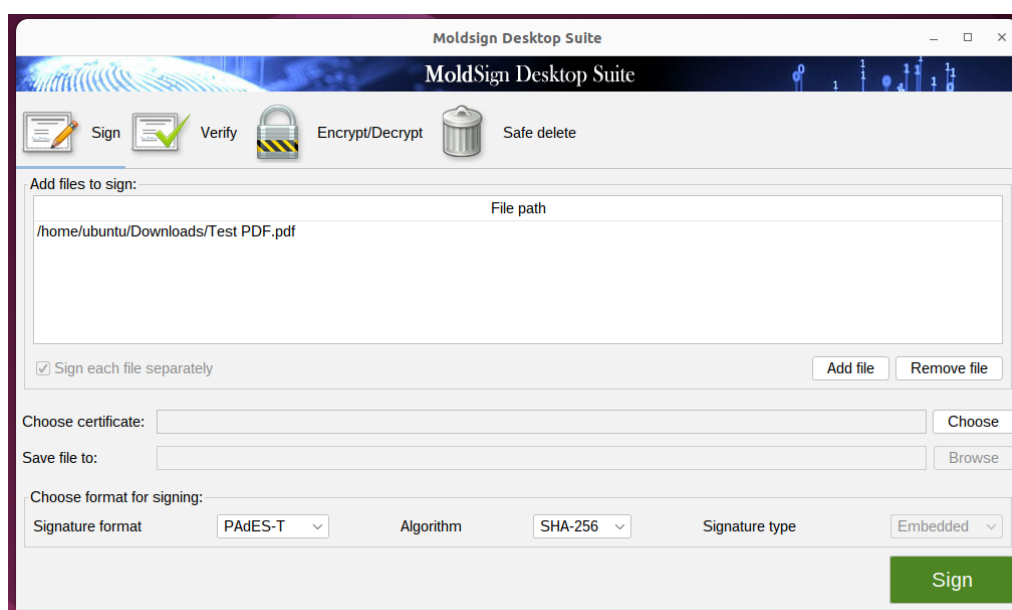 Moldsign Desktop Suite
MoldSign Desktop Suite
Sign Verify Encrypt/Decrypt Safe delete
Add files to sign:
File path
/home/ubuntu/Downloads/Test PDF.pdf
Sign each file separately Add file Remove file
Choose certificate: Choose
Save file to: Browse
Choose format for signing:
Signature format PAdES-T Algorithm SHA-256 Signature type Embedded
Sign